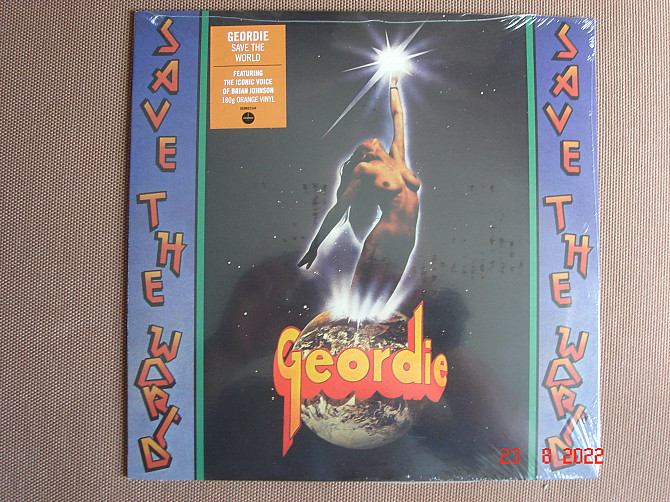 SAVE THE WORLD
GEORDIE
SAVE THE
WORLD
FEATURING
THE ICONIC VOICE
OF BRIAN JOHNSON
180g ORANGE VINYL
SAVE THE WORLD
Geordie
23 8 2022